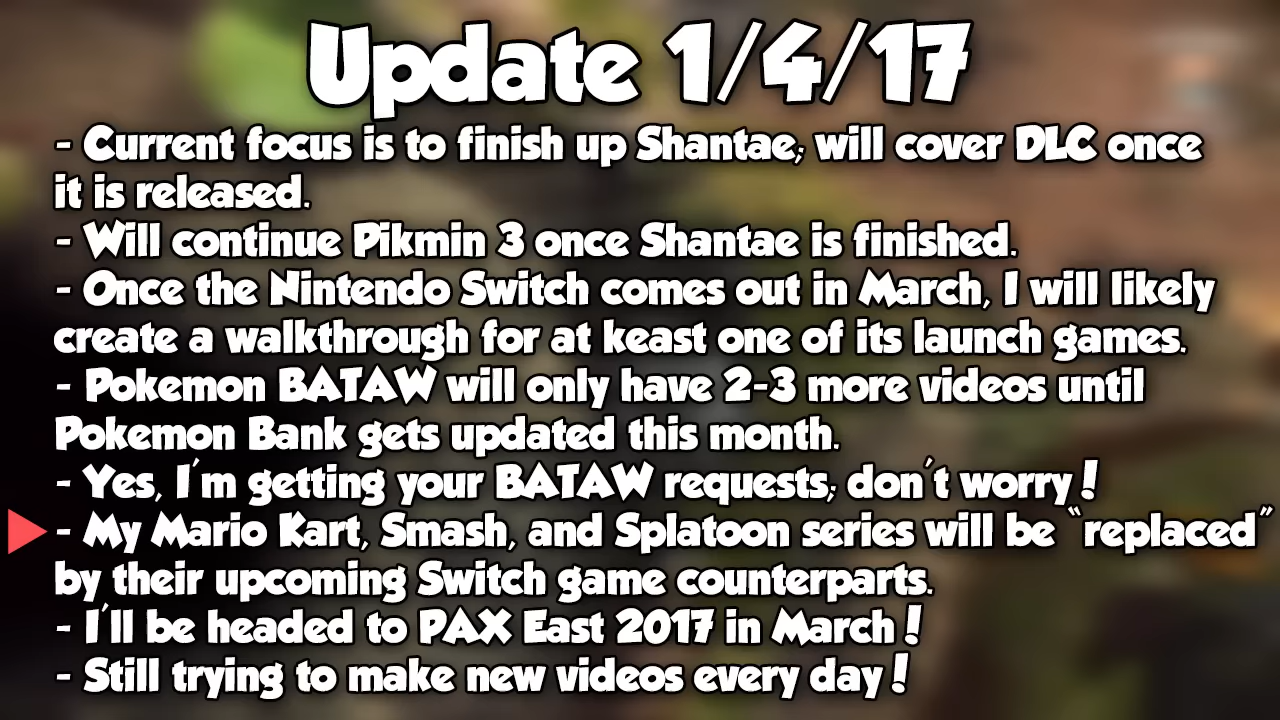 Update 1/4/17
- Current focus is to finish up Shantae; will cover DLC once
it is released.
- Will continue Pikmin 3 once Shantae is finished.
- Once the Nintendo Switch comes out in March, I will likely
create a walkthrough for at keast one of its launch games.
- Pokemon BATAW will only have 2-3 more videos until
Pokemon Bank gets updated this month.
- Yes, I'm getting your BATAW requests; don't worry!
- My Mario Kart, Smash, and Splatoon series will be “replaced”
by their upcoming Switch game counterparts.
- I'll be headed to PAX East 2017 in March!
- Still trying to make new videos every day!